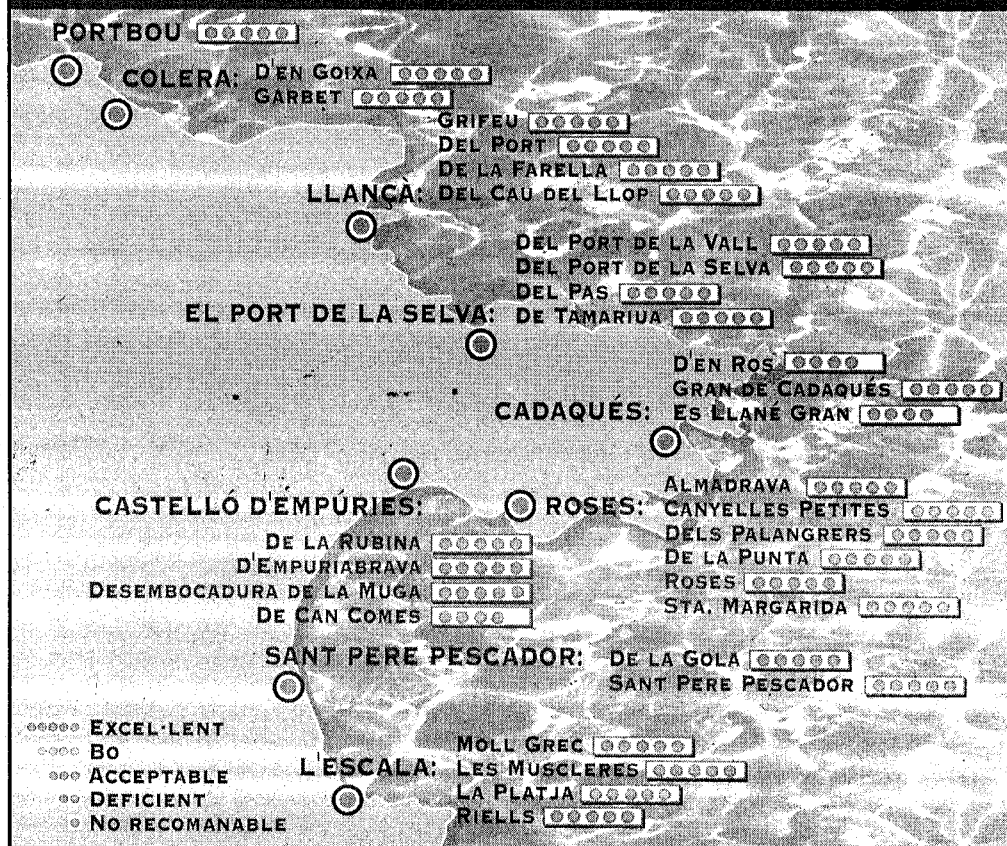 PORTBOU
COLERA: D'EN GOIXA
GARBET
GRIFEU
DEL PORT
DE LA FARELLA
LLANÇÀ: DEL CAU DEL LLOP
DEL PORT DE LA VALL
DEL PORT DE LA SELVA
DEL PAS
EL PORT DE LA SELVA: DE TAMARIUA
D'EN ROS
GRAN DE CADAQUÉS
CADAQUÉS: ES LLANÉ GRAN
CASTELLÓ D'EMPÚRIES:
DE LA RUBINA
D'EMPURIABRAVA
DESEMBOCADURA DE LA MUGA
DE CAN COMES
ROSES: ALMADRAVA
CANYELLES PETITES
DELS PALANGRERS
DE LA PUNTA
ROSES
STA. MARGARIDA
SANT PERE PESCADOR: DE LA GOLA
SANT PERE PESCADOR
L'ESCALA: MOLL GREC
LES MUSCLERES
LA PLATJA
RIELLS
EXCEL·LENT
BO
ACCEPTABLE
DEFICIENT
NO RECOMANABLE